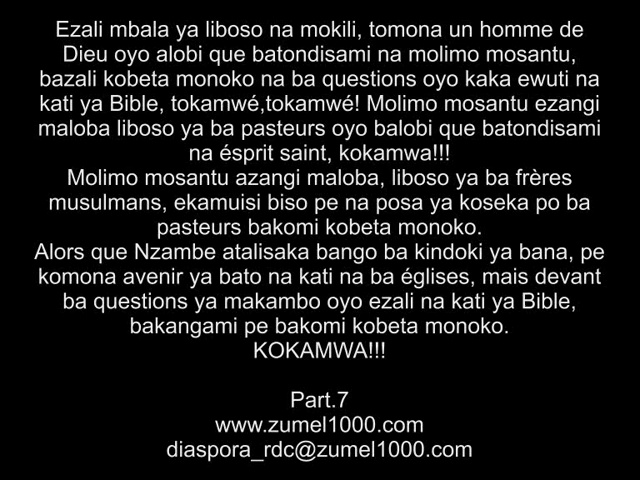 Ezali mbala ya liboso na mokili, tomona un homme de
Dieu oyo alobi que batondisami na molimo mosantu,
bazali kobeta monoko na ba questions oyo kaka ewuti na
kati ya Bible, tokamwé,tokamwé! Molimo mosantu ezangi
maloba liboso ya ba pasteurs oyo balobi que batondisami
na ésprit saint, kokamwa!!!
Molimo mosantu azangi maloba, liboso ya ba frères
musulmans, ekamuisi biso pe na posa ya koseka po ba
pasteurs bakomi kobeta monoko.
Alors que Nzambe atalisaka bango ba kindoki ya bana, pe
komona avenir ya bato na kati na ba églises, mais devant
ba questions ya makambo oyo ezali na kati ya Bible,
bakangami pe bakomi kobeta monoko.
KOKAMWA!!!
Part.7
www.zumel1000.com
diaspora_rdc@zumel1000.com